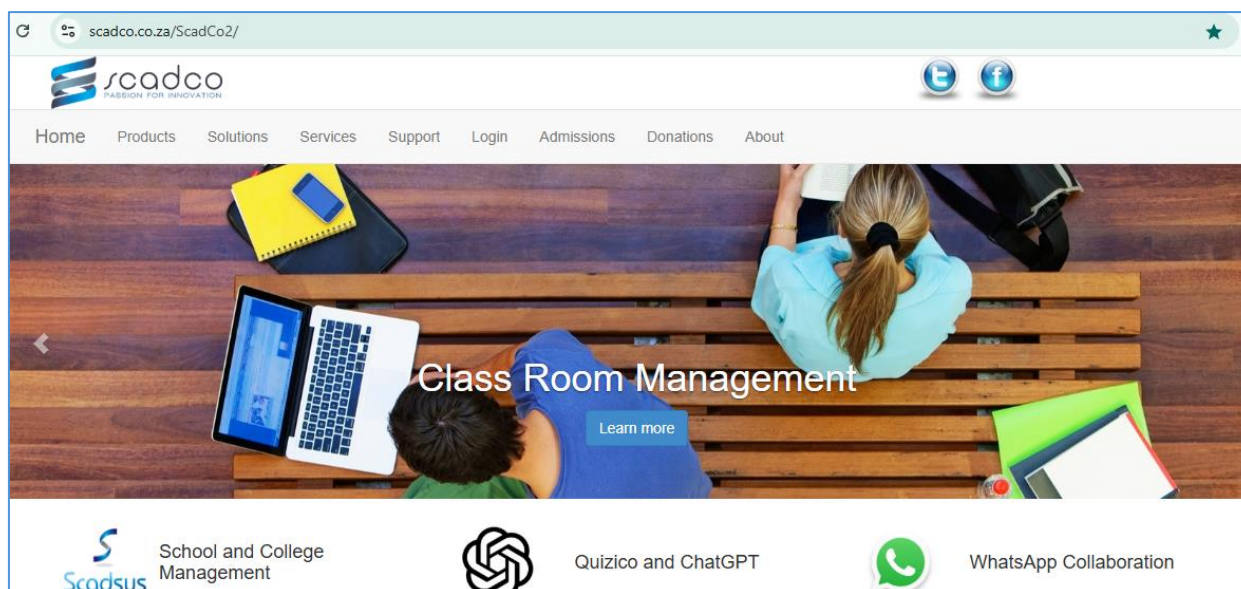 scadco.co.za/ScadCo2/
scadco
PASSION FOR INNOVATION
Home Products Solutions Services Support Login Admissions Donations About
Class Room Management
Learn more
School and College
Management
Scadsus
Quizico and ChatGPT
WhatsApp Collaboration